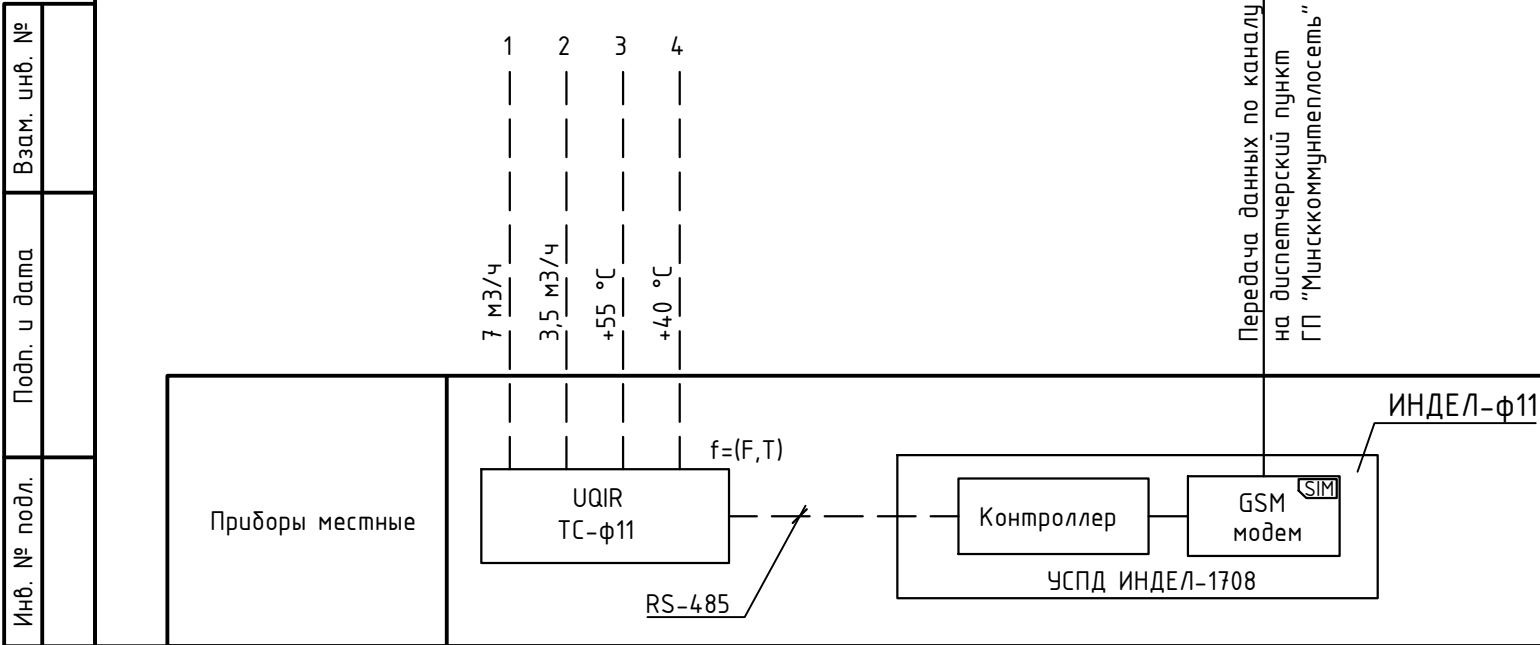 Взам. инв. №
Подп. и дата
Инв. № подл.
1
2
3
4
7 м3/ч
3,5 м3/ч
+55 °С
+40 °С
Передача данных по каналу
на диспетчерский пункт
ГП "Минсккоммунтеплосеть"
Приборы местные
f=(F,T)
UQIR
ТС-ф11
RS-485
Контроллер
GSM
модем
SIM
УСПД ИНДЕЛ-1708
ИНДЕЛ-ф11